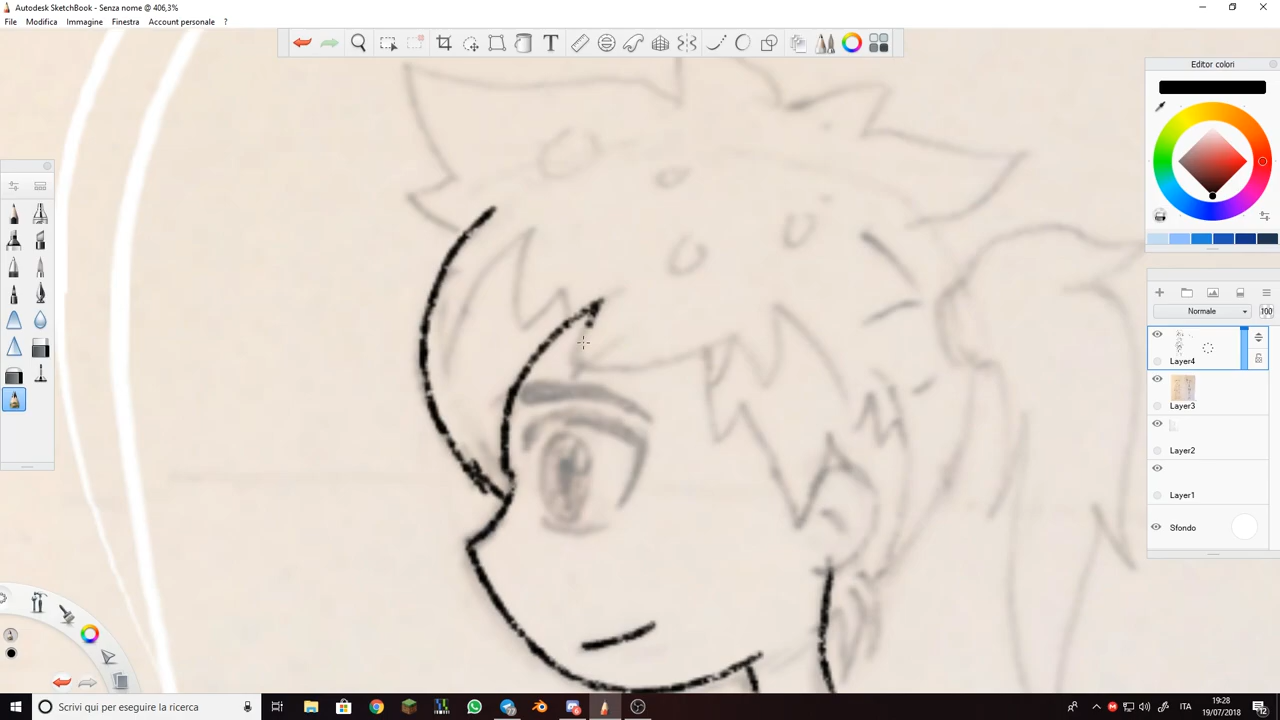 Autodesk SketchBook - Senza nome @ 406,3%
File Modifica Immagine Finestra Account personale ?
T
Editor colori
Normale 100
Layer4
Layer3
Layer2
Layer1
Sfondo
Scrivi qui per eseguire la ricerca
ITA
19:28
19/07/2018
12